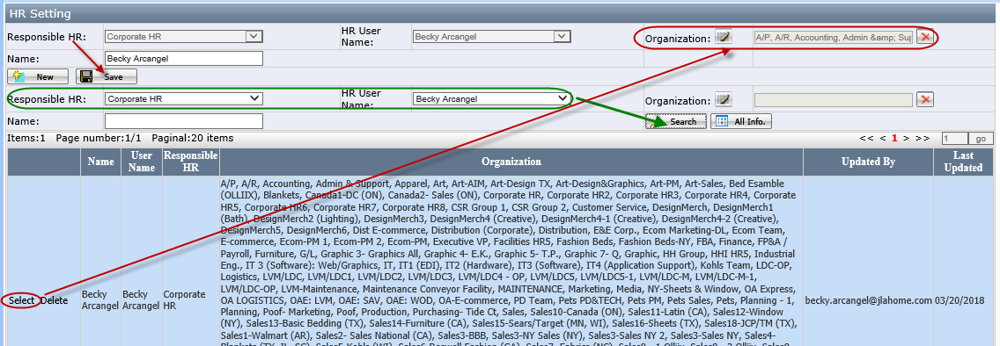 HR Setting
Responsible HR: Corporate HR HR User Name: Becky Arcangel Organization: A/P, A/R, Accounting, Admin &amp; Sup
Name: Becky Arcangel
New Save
Responsible HR: Corporate HR HR User Name: Becky Arcangel Organization:
Name: Search All Info.
Items:1 Page number:1/1 Paginal:20 items << < 1 > >> 1 go
Name User Name Responsible HR Organization Updated By Last Updated
A/P, A/R, Accounting, Admin & Support, Apparel, Art, Art-AIM, Art-Design TX, Art-Design&Graphics, Art-PM, Art-Sales, Bed Esamble
(OLLIIX), Blankets, Canada1-DC (ON), Canada2- Sales (ON), Corporate HR, Corporate HR2, Corporate HR3, Corporate HR4, Corporate
HR5, Corporate HR6, Corporate HR7, Corporate HR8, CSR Group 1, CSR Group 2, Customer Service, DesignMerch, DesignMerch1
(Bath), DesignMerch2 (Lighting), DesignMerch3, DesignMerch4 (Creative), DesignMerch4-1 (Creative), DesignMerch4-2 (Creative),
DesignMerch5, DesignMerch6, Dist E-commerce, Distribution (Corporate), Distribution, E&E Corp., Ecom Marketing-DL, Ecom Team,
E-commerce, Ecom-PM 1, Ecom-PM 2, Ecom-PM, Executive VP, Facilities HR5, Fashion Beds, Fashion Beds-NY, FBA, Finance, FP&A /
Payroll, Furniture, G/L, Graphic 3- Graphics All, Graphic 4- E.K., Graphic 5- T.P., Graphic 7- Q, Graphic, HH Group, HHI HR5, Industrial
Eng., IT 3 (Software): Web/Graphics, IT, IT1 (EDI), IT2 (Hardware), IT3 (Software), IT4 (Application Support), Kohls Team, LDC-OP,
Logistics, LVM/LDC, LVM/LDC1, LVM/LDC2, LVM/LDC3, LVM/LDC4 - OP, LVM/LDC5, LVM/LDC5-1, LVM/LDC-M, LVM/LDC-M-1,
LVM/LDC-OP, LVM-Maintenance, Maintenance Conveyor Facility, MAINTENANCE, Marketing, Media, NY-Sheets & Window, OA Express,
Select Delete Becky Arcangel Becky Arcangel Corporate HR OA LOGISTICS, OAE: LVM, OAE: SAV, OAE: WOD, OA-E-commerce, PD Team, Pets PD&TECH, Pets PM, Pets Sales, Pets, Planning - 1, becky.arcangel@jlahome.com 03/20/2018
Planning, Poof- Marketing, Poof, Production, Purchasing- Tide Ct, Sales, Sales10-Canada (ON), Sales11-Latin (CA), Sales12-Window
(NY), Sales13-Basic Bedding (TX), Sales14-Furniture (CA), Sales15-Sears/Target (MN, WI), Sales16-Sheets (TX), Sales18-JCP/TM (TX),
Sales1-Walmart (AR), Sales2- Sales National (CA), Sales3-BBB, Sales3-NY Sales (NY), Sales3-Sales NY 2, Sales3-Sales NY, Sales4-